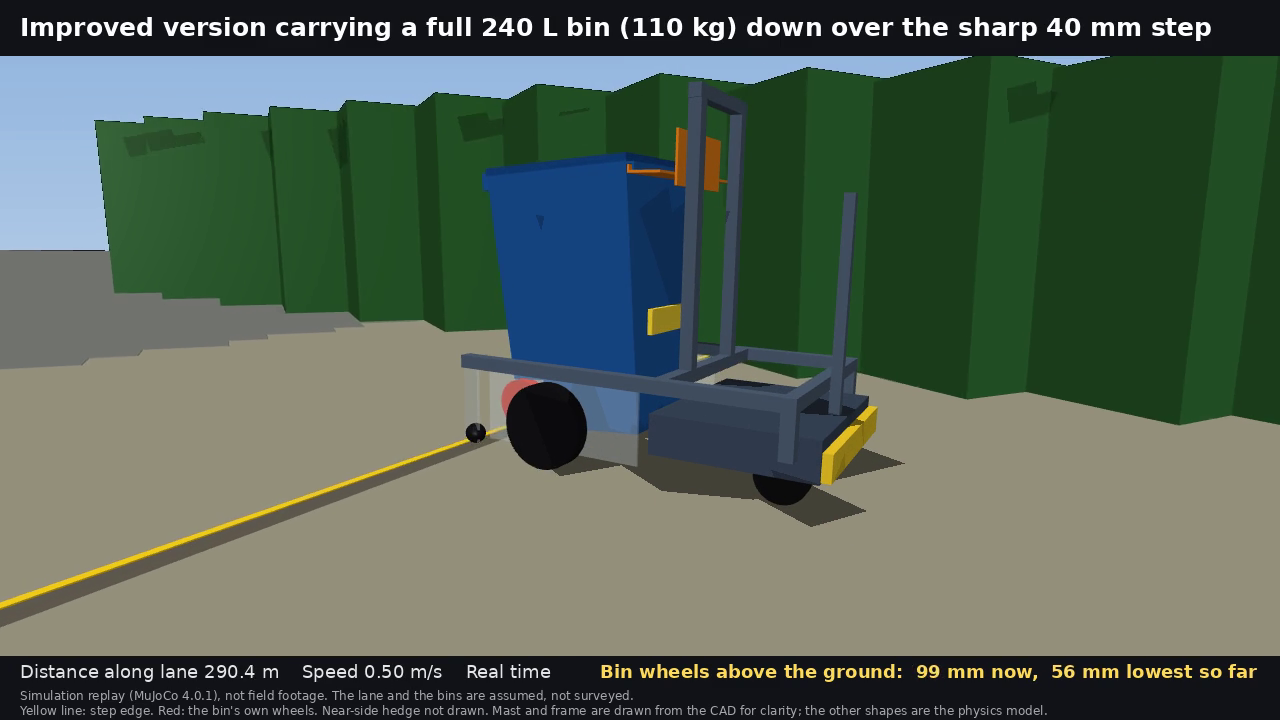 Improved version carrying a full 240 L bin (110 kg) down over the sharp 40 mm step
Distance along lane 290.4 m Speed 0.50 m/s Real time Bin wheels above the ground: 99 mm now, 56 mm lowest so far
Simulation replay (MuJoCo 4.0.1), not field footage. The lane and the bins are assumed, not surveyed.
Yellow line: step edge. Red: the bin's own wheels. Near-side hedge not drawn. Mast and frame are drawn from the CAD for clarity; the other shapes are the physics model.